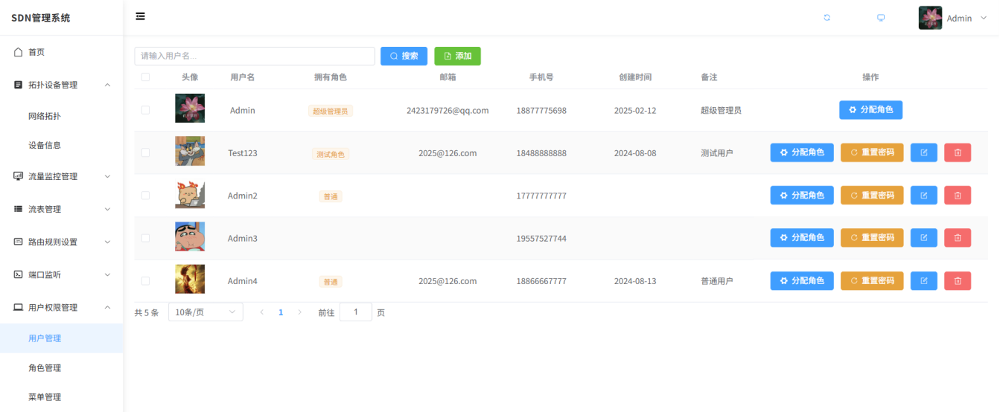 SDN管理系统
Admin
首页
拓扑设备管理
网络拓扑
设备信息
流量监控管理
流表管理
路由规则设置
端口监听
用户权限管理
用户管理
角色管理
菜单管理
请输入用户名... 搜索 添加
头像 用户名 拥有角色 邮箱 手机号 创建时间 备注 操作
Admin 超级管理员 2423179726@qq.com 18877775698 2025-02-12 超级管理员 分配角色
Test123 测试角色 2025@126.com 18488888888 2024-08-08 测试用户 分配角色 重置密码
Admin2 普通 17777777777 分配角色 重置密码
Admin3 19557527744 分配角色 重置密码
Admin4 普通 2025@126.com 18866667777 2024-08-13 普通用户 分配角色 重置密码
共 5 条 10条/页 1 前往 1 页